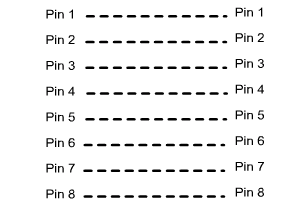 Pin 1 Pin 1
Pin 2 Pin 2
Pin 3 Pin 3
Pin 4 Pin 4
Pin 5 Pin 5
Pin 6 Pin 6
Pin 7 Pin 7
Pin 8 Pin 8